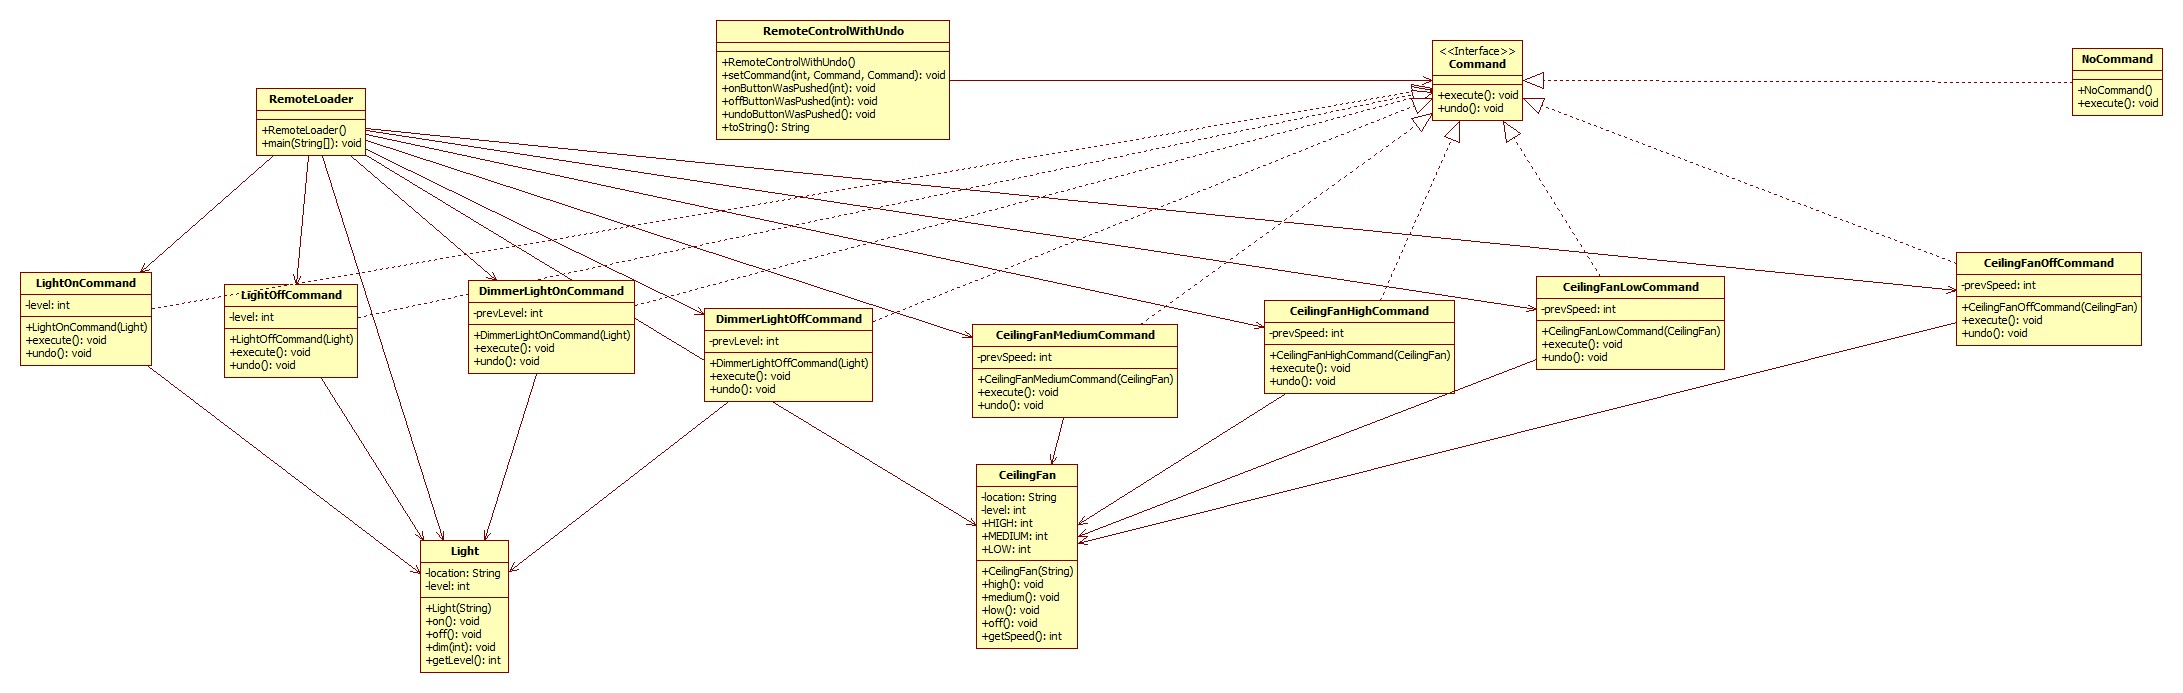 RemoteControlWithUndo
+RemoteControlWithUndo()
+setCommand(int, Command, Command): void
+onButtonWasPushed(int): void
+offButtonWasPushed(int): void
+undoButtonWasPushed(): void
+toString(): String
<<Interface>>
Command
+execute(): void
+undo(): void
NoCommand
+NoCommand()
+execute(): void
RemoteLoader
+RemoteLoader()
+main(String[]): void
LightOnCommand
-level: int
+LightOnCommand(Light)
+execute(): void
+undo(): void
LightOffCommand
-level: int
+LightOffCommand(Light)
+execute(): void
+undo(): void
DimmerLightOnCommand
-prevLevel: int
+DimmerLightOnCommand(Light)
+execute(): void
+undo(): void
DimmerLightOffCommand
-prevLevel: int
+DimmerLightOffCommand(Light)
+execute(): void
+undo(): void
CeilingFanMediumCommand
-prevSpeed: int
+CeilingFanMediumCommand(CeilingFan)
+execute(): void
+undo(): void
CeilingFanHighCommand
-prevSpeed: int
+CeilingFanHighCommand(CeilingFan)
+execute(): void
+undo(): void
CeilingFanLowCommand
-prevSpeed: int
+CeilingFanLowCommand(CeilingFan)
+execute(): void
+undo(): void
CeilingFanOffCommand
-prevSpeed: int
+CeilingFanOffCommand(CeilingFan)
+execute(): void
+undo(): void
Light
-location: String
-level: int
+Light(String)
+on(): void
+off(): void
+dim(int): void
+getLevel(): int
CeilingFan
-location: String
-level: int
+HIGH: int
+MEDIUM: int
+LOW: int
+CeilingFan(String)
+high(): void
+medium(): void
+low(): void
+off(): void
+getSpeed(): int